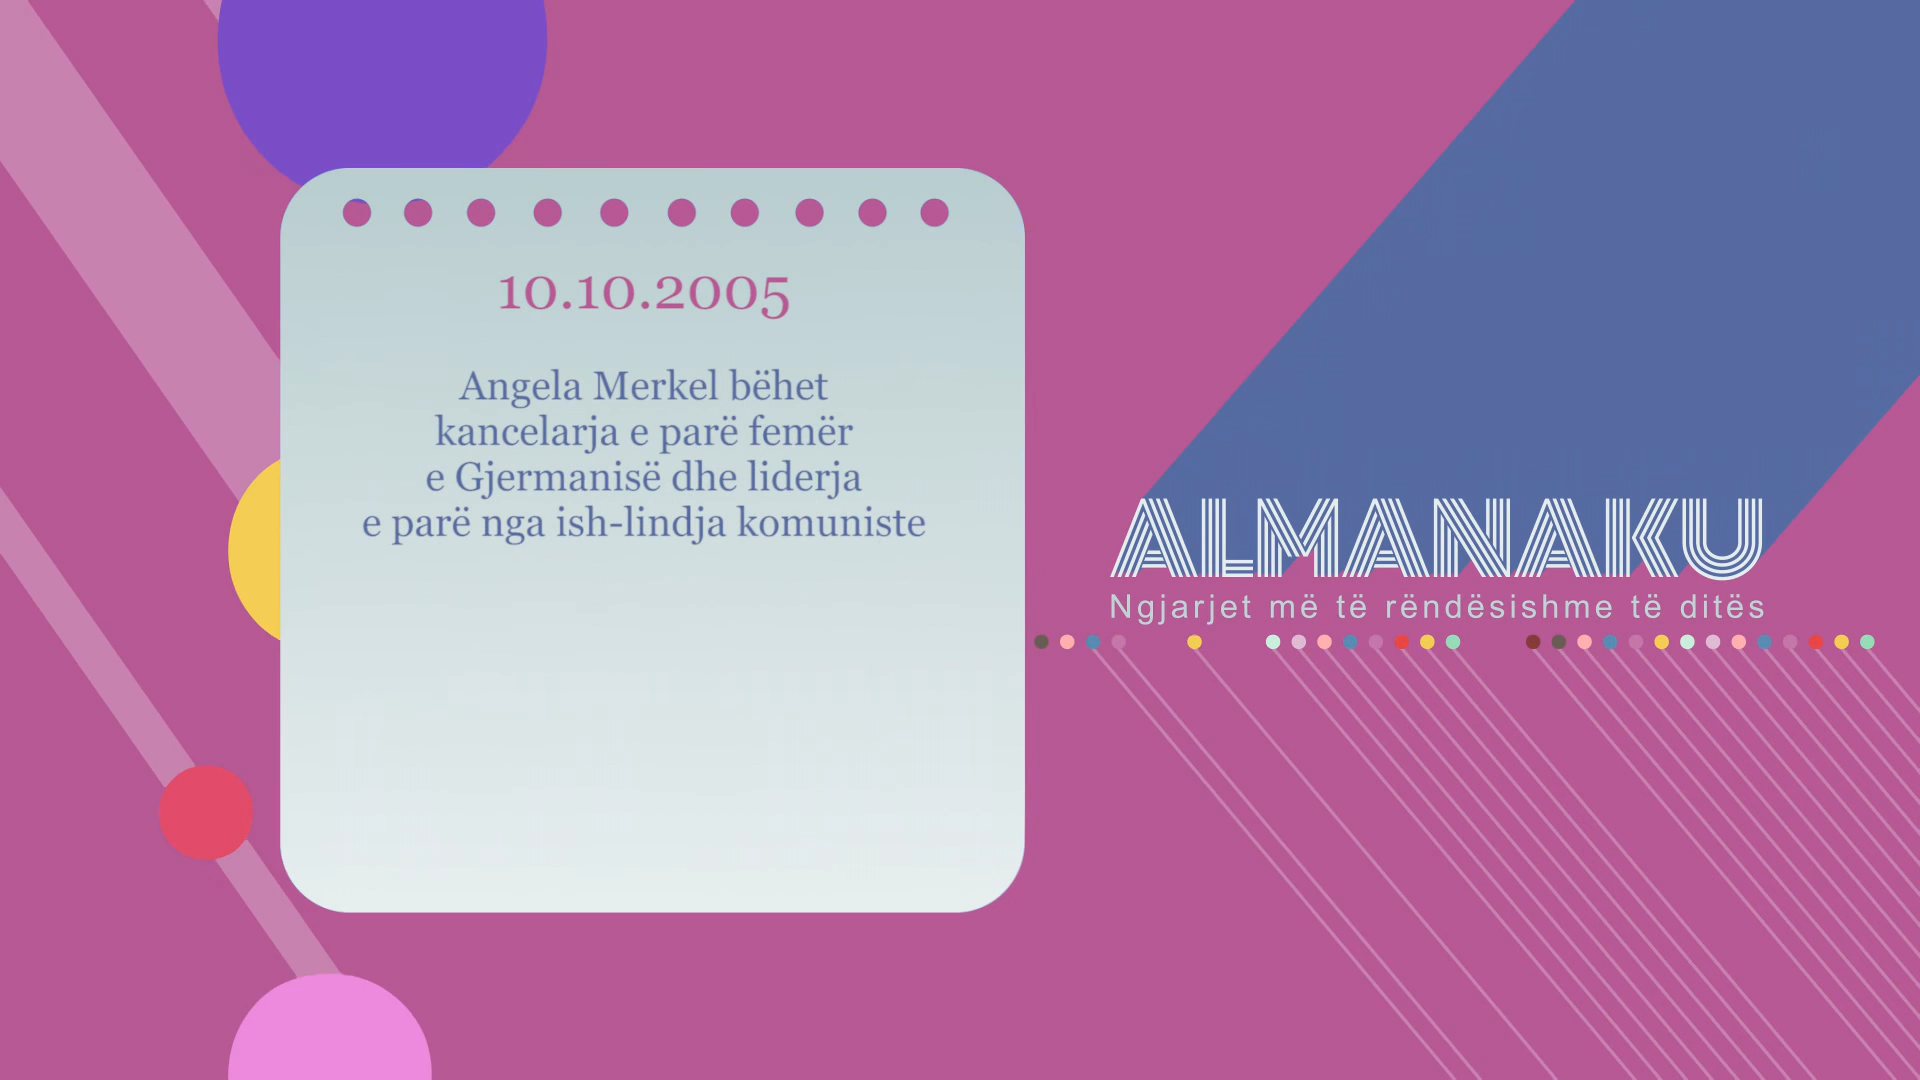 10.10.2005
Angela Merkel bëhet
kancelarja e parë femër
e Gjermanisë dhe liderja
e parë nga ish-lindja komuniste
ALMANAKU
Ngjarjet më të rëndësishme të ditës